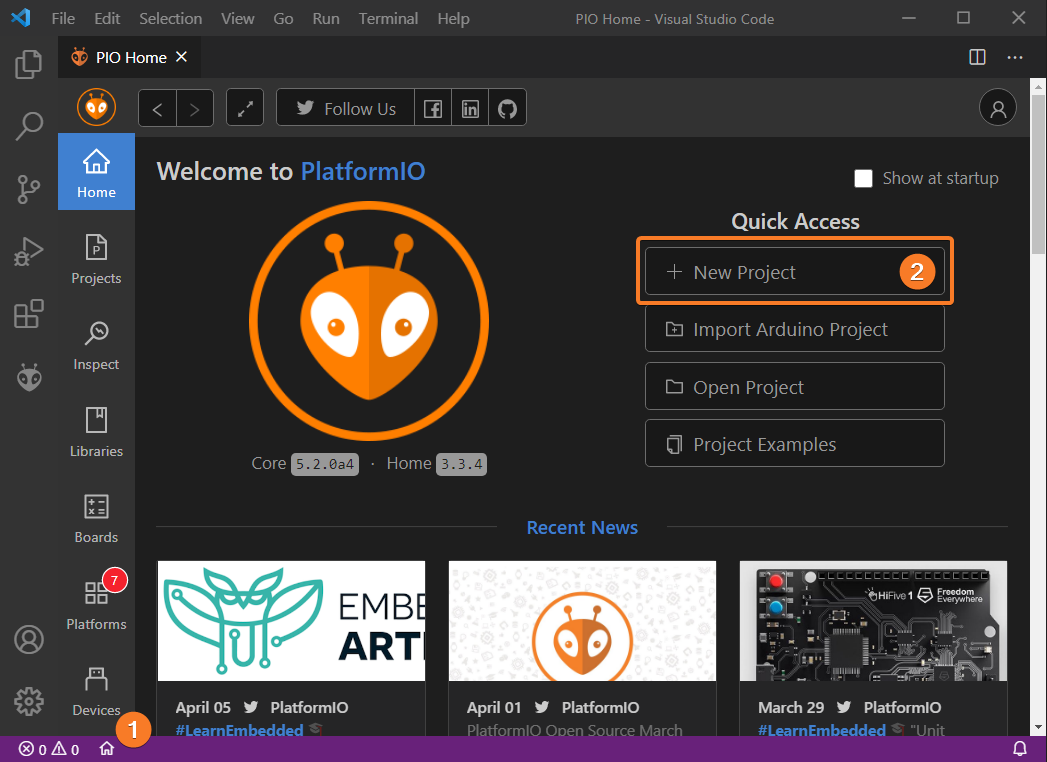 File Edit Selection View Go Run Terminal Help PIO Home - Visual Studio Code
PIO Home
Follow Us
Home
Projects
Inspect
Libraries
Boards
7
Platforms
Devices
Welcome to PlatformIO
Show at startup
Quick Access
New Project 2
Import Arduino Project
Open Project
Project Examples
Core 5.2.0a4 · Home 3.3.4
Recent News
EMBE
ARTI
HiFive 1 Freedom Everywhere
April 05 PlatformIO
#LearnEmbedded
April 01 PlatformIO
PlatformIO Open Source March
March 29 PlatformIO
#LearnEmbedded "Unit
1
0 0